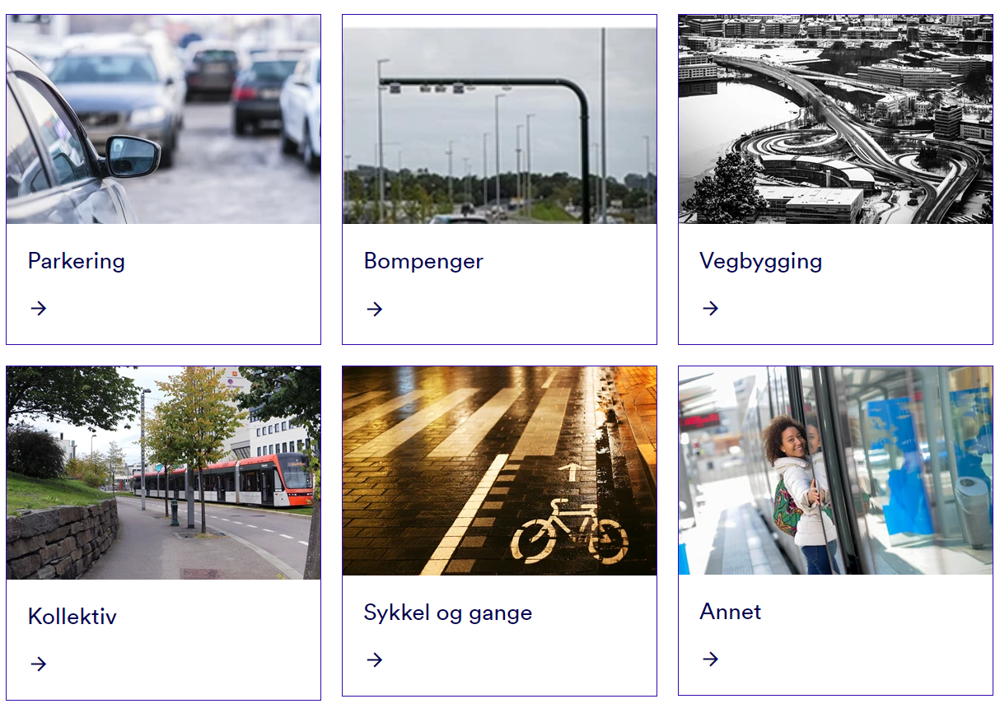 Parkering
Bompenger
Vegbygging
Kollektiv
Sykkel og gange
Annet